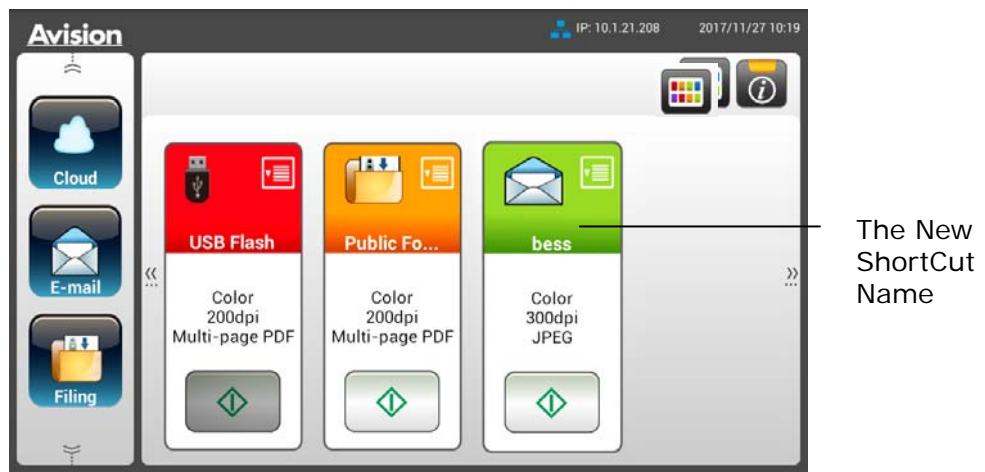 Avision
IP: 10.1.21.208
2017/11/27 10:19
Cloud
E-mail
Filing
USB Flash
Color
200dpi
Multi-page PDF
Public Fo...
Color
200dpi
Multi-page PDF
bess
Color
300dpi
JPEG
The New
ShortCut
Name